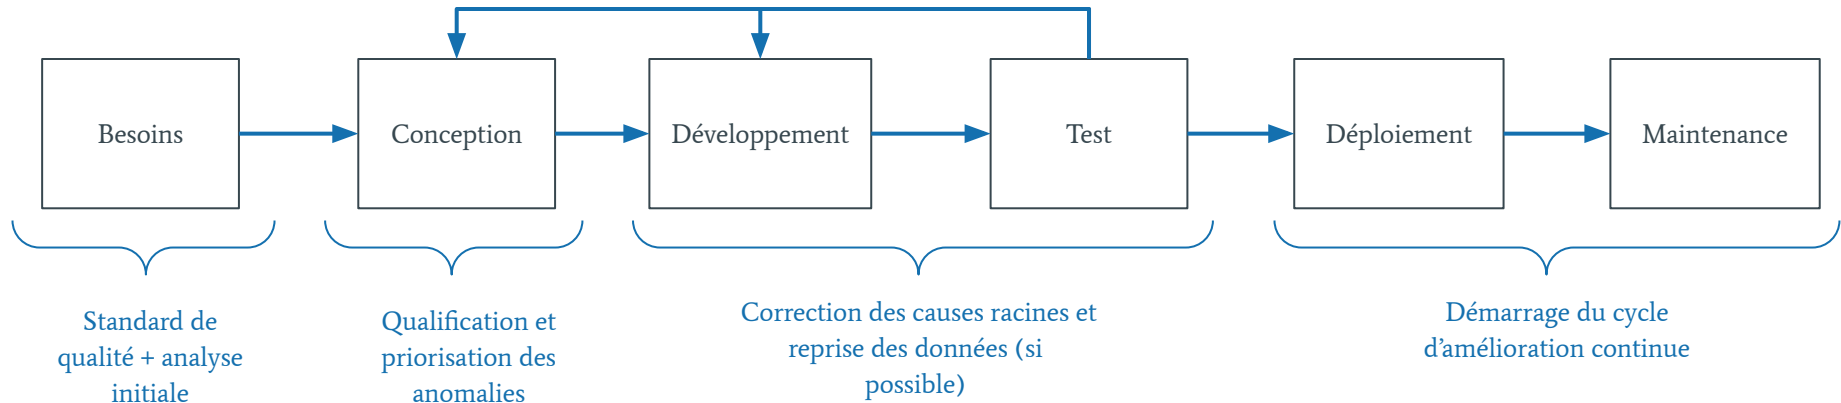 Besoins
Conception
Développement
Test
Déploiement
Maintenance
Standard de
qualité + analyse
initiale
Qualification et
priorisation des
anomalies
Correction des causes racines et
reprise des données (si
possible)
Démarrage du cycle
d’amélioration continue